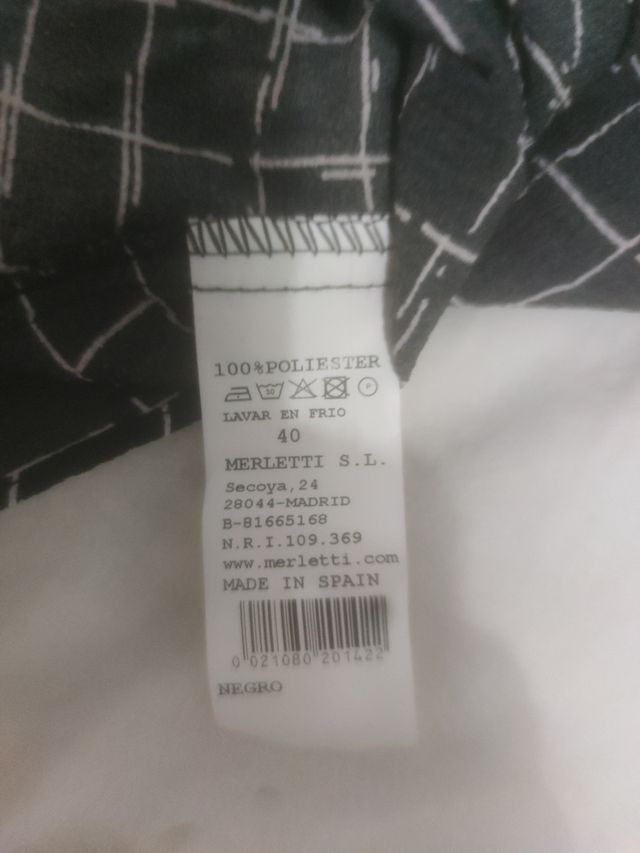 100%POLIESTER
30 P
LAVAR EN FRIO
40
MERLETTI S.L.
Secoya,24
28044-MADRID
B-81665168
N.R.I.109.369
www.merletti.com
MADE IN SPAIN
0 021080 201422
NEGRO